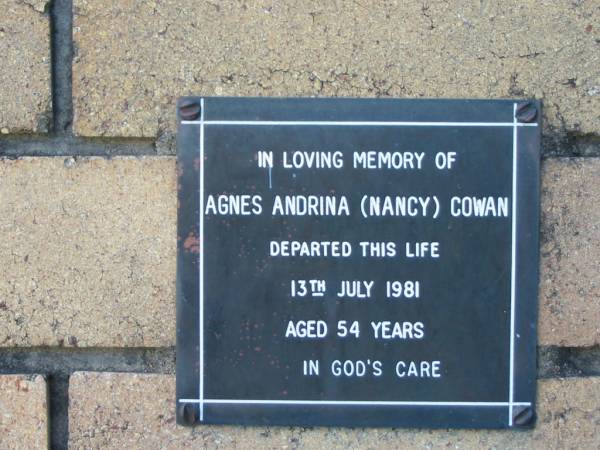 IN LOVING MEMORY OF
AGNES ANDRINA (NANCY) COWAN
DEPARTED THIS LIFE
13TH JULY 1981
AGED 54 YEARS
IN GOD'S CARE